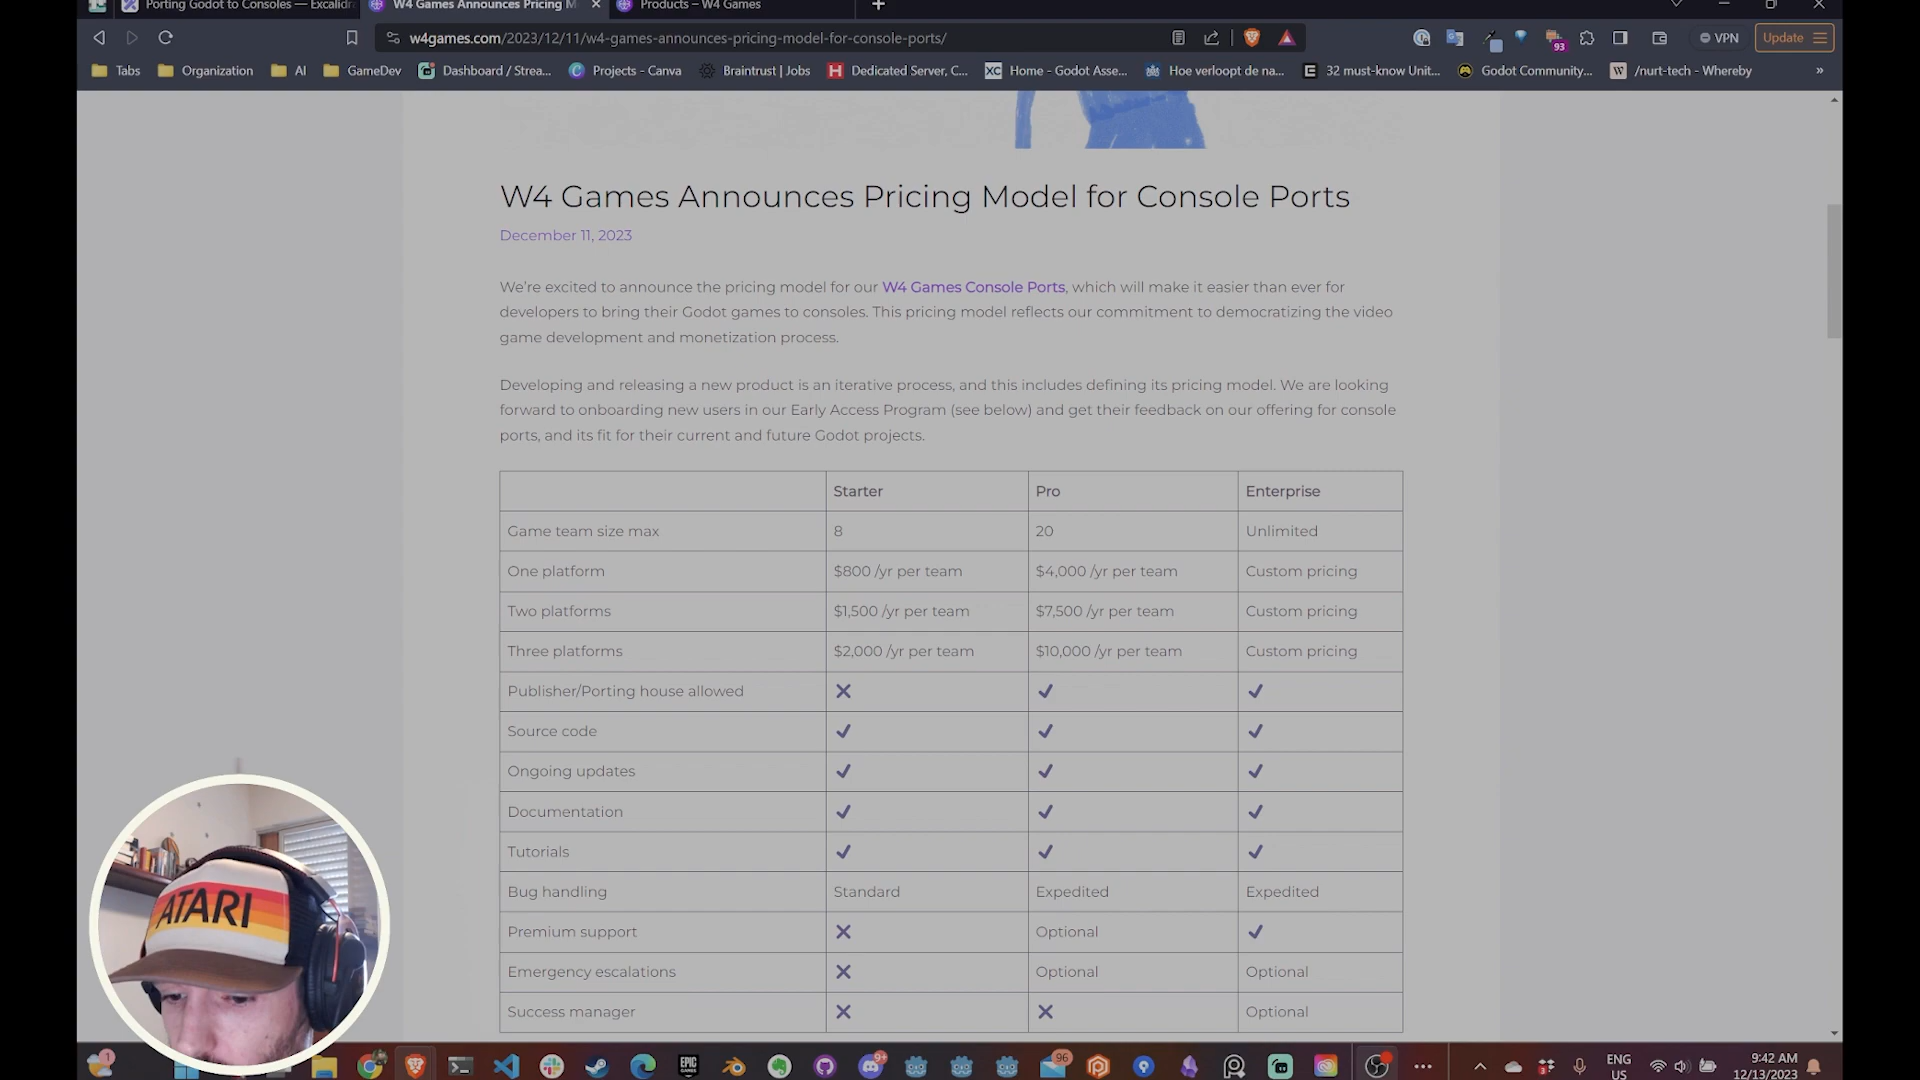 Porting Godot to Consoles — Excalidra
W4 Games Announces Pricing M
Products – W4 Games
w4games.com/2023/12/11/w4-games-announces-pricing-model-for-console-ports/
93
VPN
Update
Tabs
Organization
AI
GameDev
Dashboard / Strea...
Projects - Canva
Braintrust | Jobs
Dedicated Server, C...
Home - Godot Asse...
Hoe verloopt de na...
32 must-know Unit...
Godot Community...
/nurt-tech - Whereby
»
W4 Games Announces Pricing Model for Console Ports
December 11, 2023
We’re excited to announce the pricing model for our W4 Games Console Ports, which will make it easier than ever for
developers to bring their Godot games to consoles. This pricing model reflects our commitment to democratizing the video
game development and monetization process.
Developing and releasing a new product is an iterative process, and this includes defining its pricing model. We are looking
forward to onboarding new users in our Early Access Program (see below) and get their feedback on our offering for console
ports, and its fit for their current and future Godot projects.
Starter Pro Enterprise
Game team size max 8 20 Unlimited
One platform $800 /yr per team $4,000 /yr per team Custom pricing
Two platforms $1,500 /yr per team $7,500 /yr per team Custom pricing
Three platforms $2,000 /yr per team $10,000 /yr per team Custom pricing
Publisher/Porting house allowed ✕ ✓ ✓
Source code ✓ ✓ ✓
Ongoing updates ✓ ✓ ✓
Documentation ✓ ✓ ✓
Tutorials ✓ ✓ ✓
Bug handling Standard Expedited Expedited
Premium support ✕ Optional ✓
Emergency escalations ✕ Optional Optional
Success manager ✕ ✕ Optional
ATARI
1
EPIC
9+
96
ENG
US
9:42 AM
12/13/2023